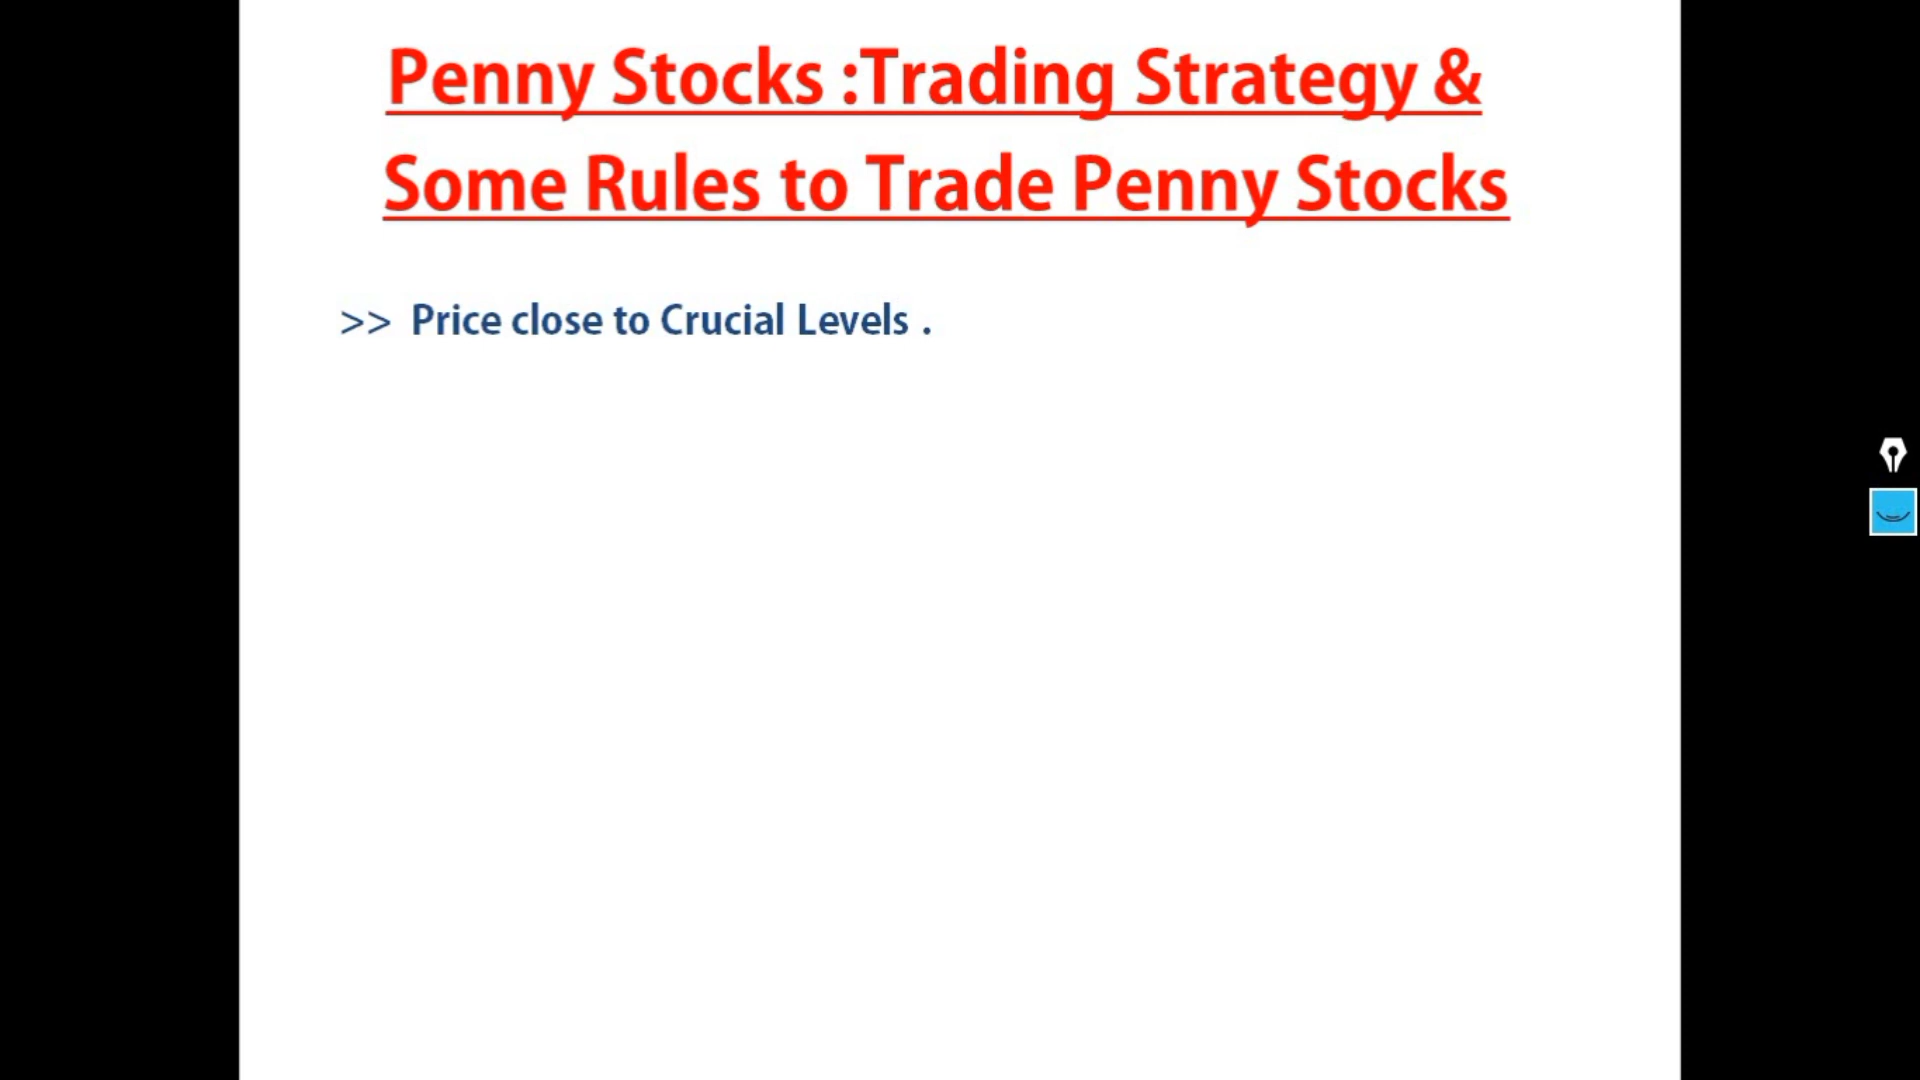 Penny Stocks :Trading Strategy &
Some Rules to Trade Penny Stocks
>> Price close to Crucial Levels .